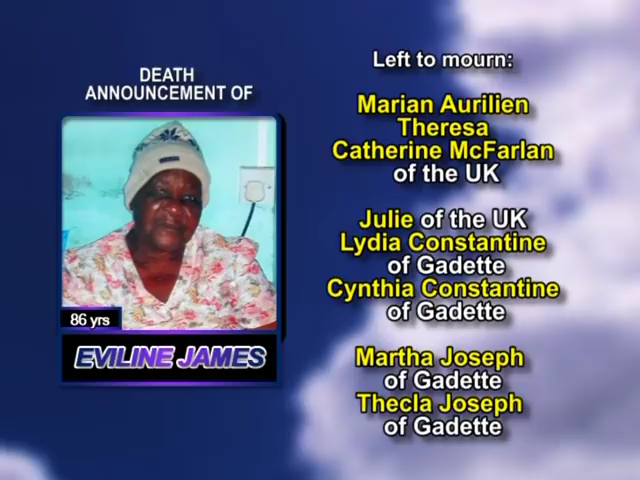 DEATH
ANNOUNCEMENT OF
86 yrs
EVILINE JAMES
Left to mourn:
Marian Aurilien
Theresa
Catherine McFarlan
of the UK
Julie of the UK
Lydia Constantine
of Gadette
Cynthia Constantine
of Gadette
Martha Joseph
of Gadette
Thecla Joseph
of Gadette